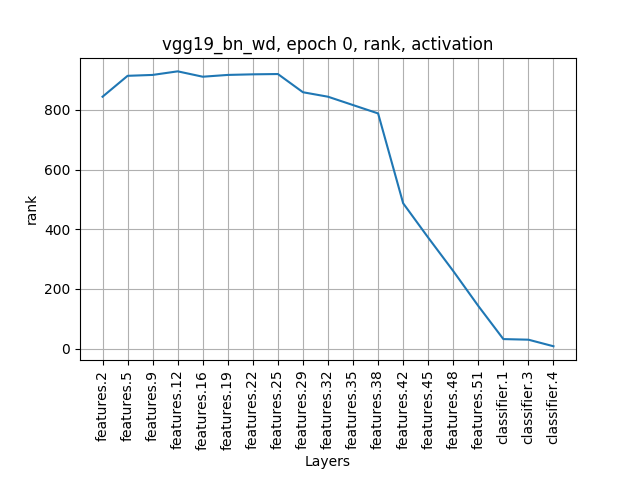 vgg19_bn_wd, epoch 0, rank, activation
rank
800
600
400
200
0
features.2
features.5
features.9
features.12
features.16
features.19
features.22
features.25
features.29
features.32
features.35
features.38
features.42
features.45
features.48
features.51
classifier.1
classifier.3
classifier.4
Layers